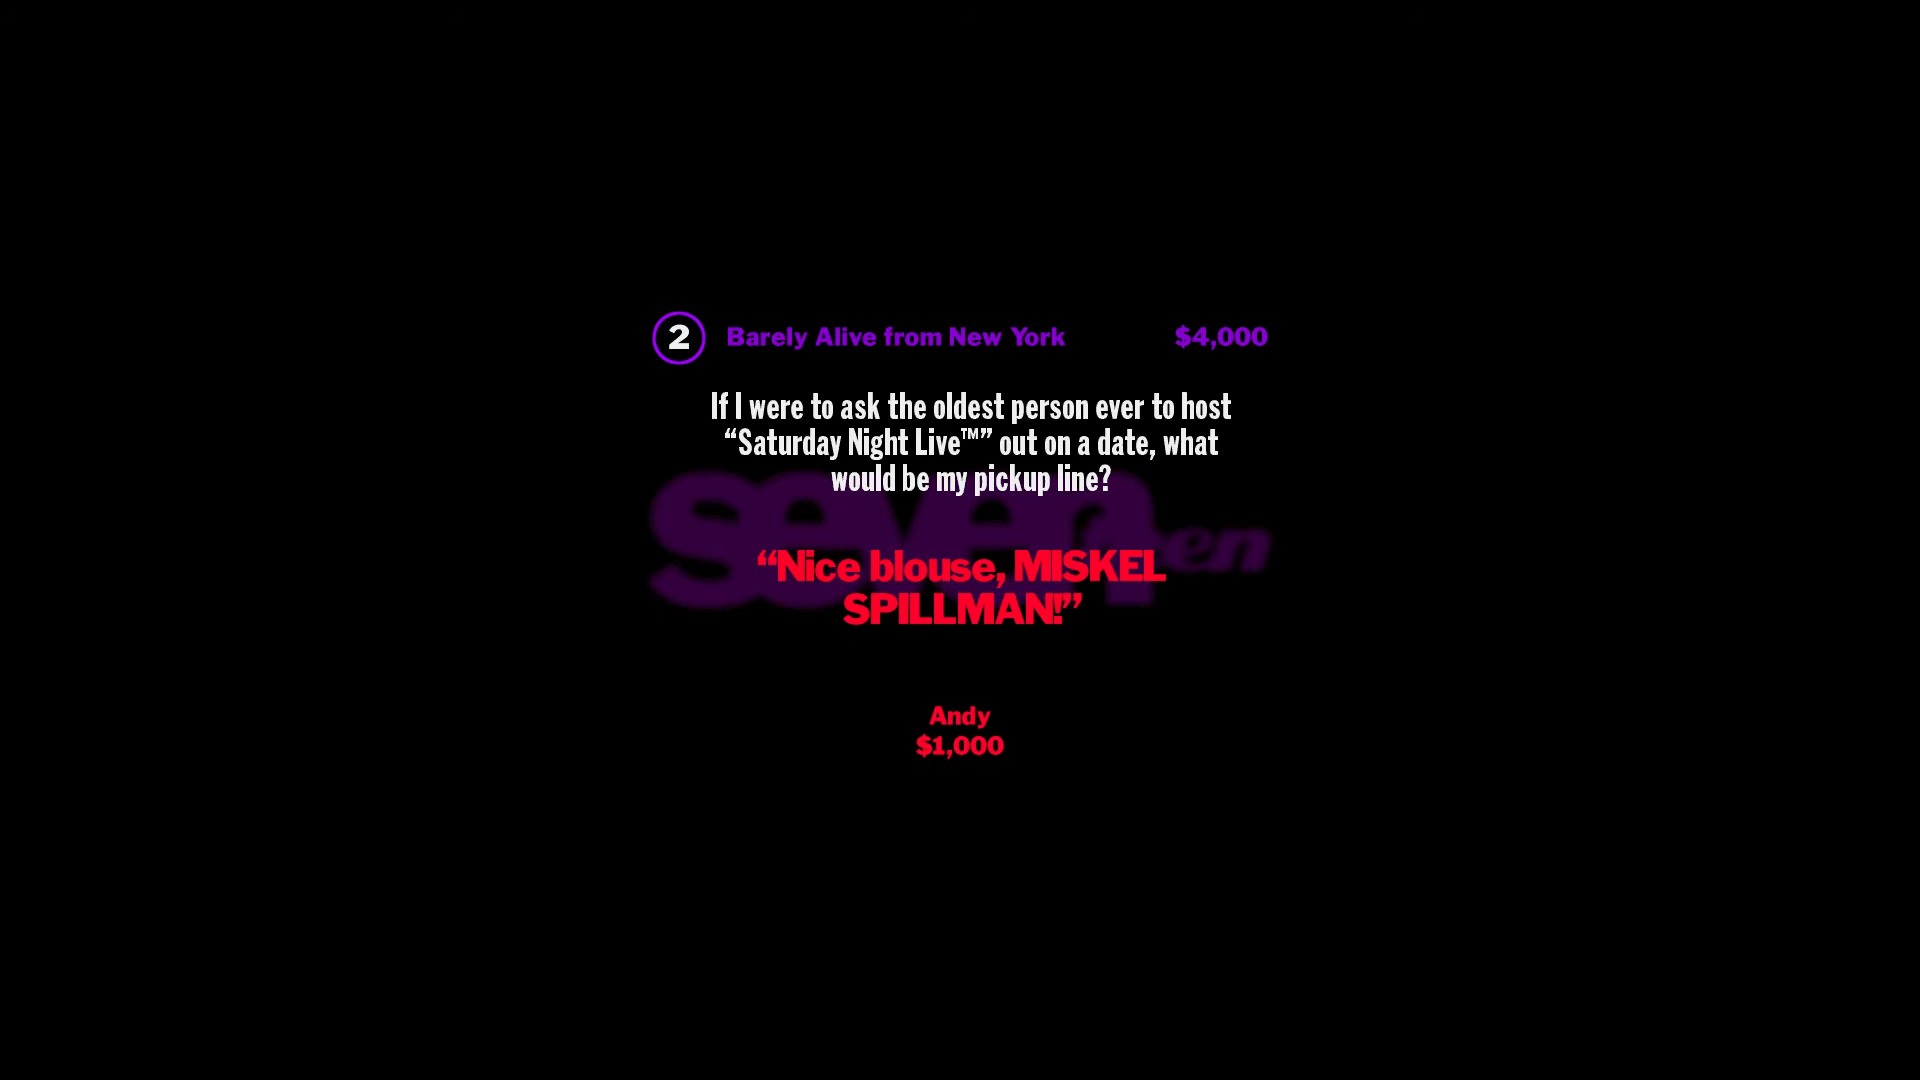 2 Barely Alive from New York $4,000
If I were to ask the oldest person ever to host
“Saturday Night Live™” out on a date, what
would be my pickup line?
“Nice blouse, MISKEL
SPILLMAN!”
Andy
$1,000